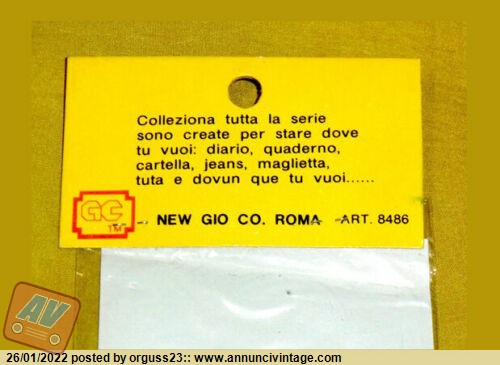 Colleziona tutta la serie
sono create per stare dove
tu vuoi: diario, quaderno,
cartella, jeans, maglietta,
tuta e dovun que tu vuoi......
GC
TM
NEW GIO CO. ROMA ART. 8486
AV
26/01/2022 posted by orguss23:: www.annuncivintage.com